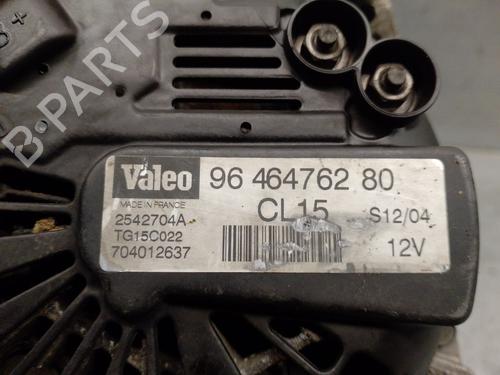 B+
Valeo
96 464762 80
MADE IN FRANCE
CL15
S12/04
2542704A
TG15C022
12V
704012637
B-PARTS